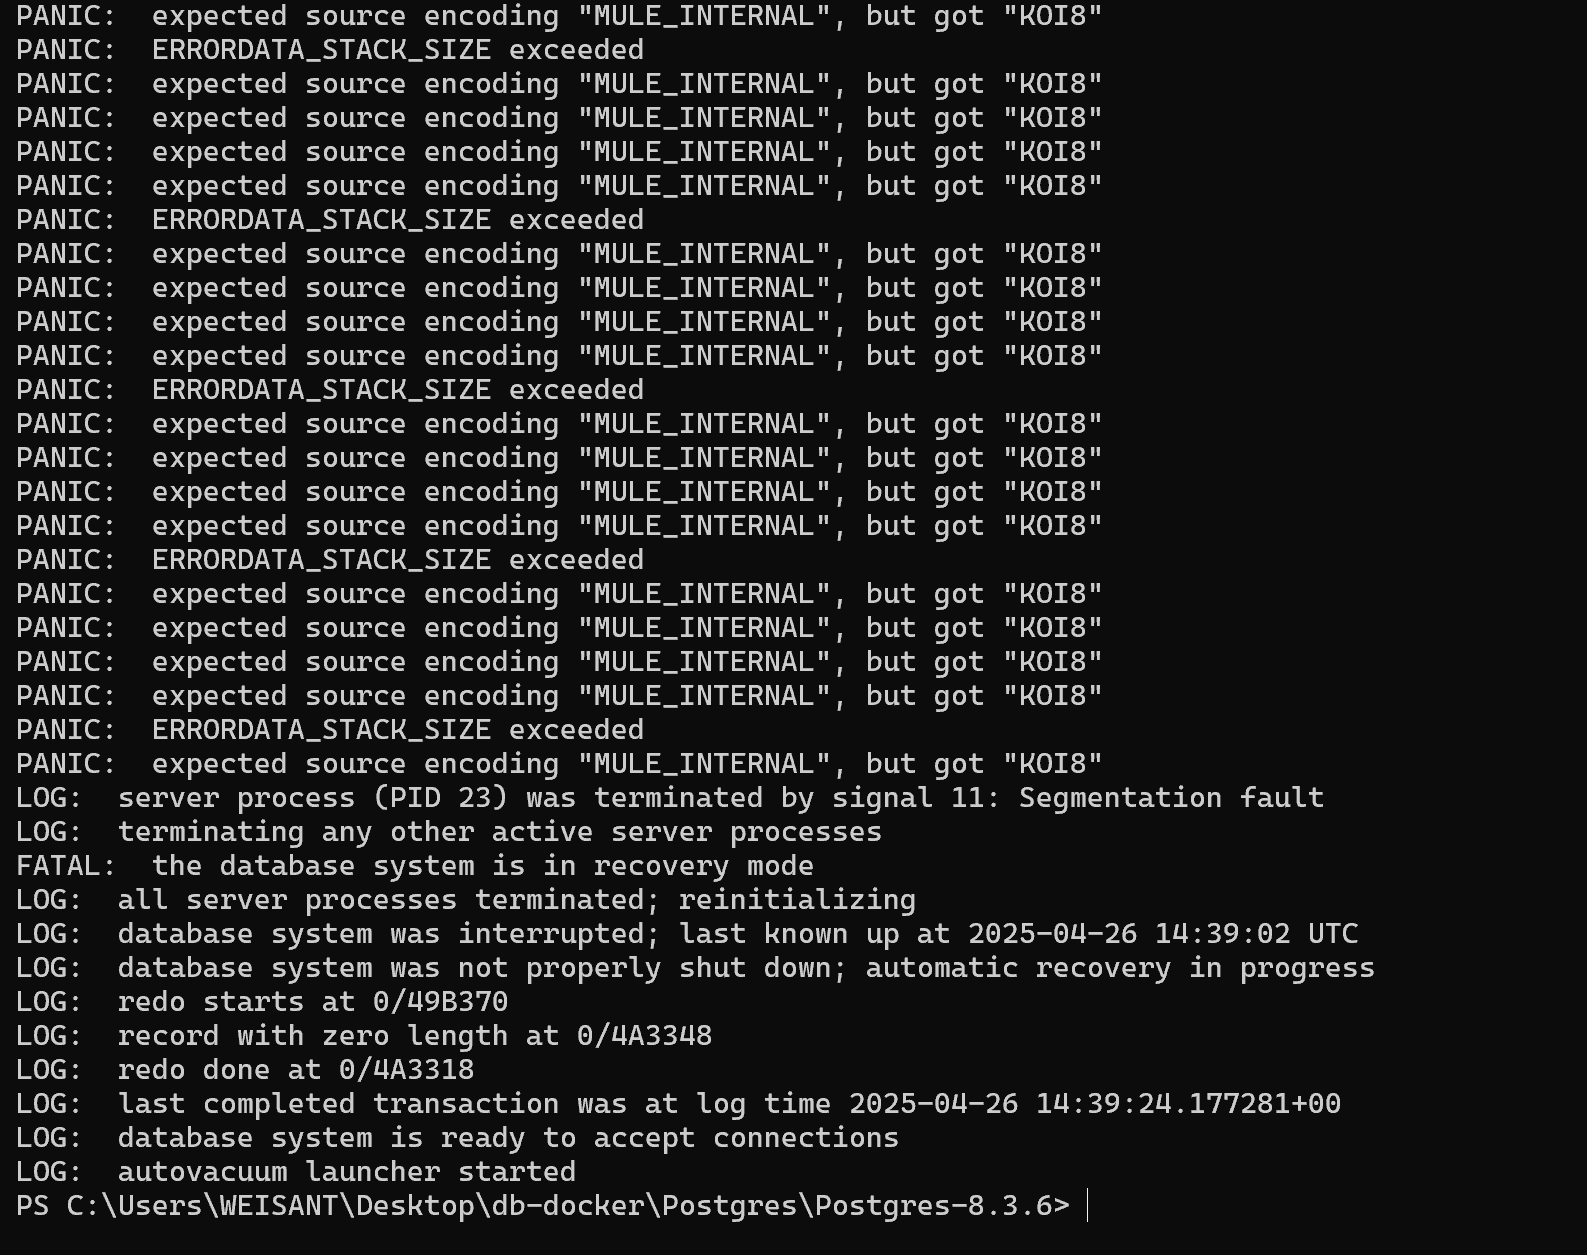 PANIC:  expected source encoding "MULE_INTERNAL", but got "KOI8"
PANIC:  ERRORDATA_STACK_SIZE exceeded
PANIC:  expected source encoding "MULE_INTERNAL", but got "KOI8"
PANIC:  expected source encoding "MULE_INTERNAL", but got "KOI8"
PANIC:  expected source encoding "MULE_INTERNAL", but got "KOI8"
PANIC:  expected source encoding "MULE_INTERNAL", but got "KOI8"
PANIC:  ERRORDATA_STACK_SIZE exceeded
PANIC:  expected source encoding "MULE_INTERNAL", but got "KOI8"
PANIC:  expected source encoding "MULE_INTERNAL", but got "KOI8"
PANIC:  expected source encoding "MULE_INTERNAL", but got "KOI8"
PANIC:  expected source encoding "MULE_INTERNAL", but got "KOI8"
PANIC:  ERRORDATA_STACK_SIZE exceeded
PANIC:  expected source encoding "MULE_INTERNAL", but got "KOI8"
PANIC:  expected source encoding "MULE_INTERNAL", but got "KOI8"
PANIC:  expected source encoding "MULE_INTERNAL", but got "KOI8"
PANIC:  expected source encoding "MULE_INTERNAL", but got "KOI8"
PANIC:  ERRORDATA_STACK_SIZE exceeded
PANIC:  expected source encoding "MULE_INTERNAL", but got "KOI8"
PANIC:  expected source encoding "MULE_INTERNAL", but got "KOI8"
PANIC:  expected source encoding "MULE_INTERNAL", but got "KOI8"
PANIC:  expected source encoding "MULE_INTERNAL", but got "KOI8"
PANIC:  ERRORDATA_STACK_SIZE exceeded
PANIC:  expected source encoding "MULE_INTERNAL", but got "KOI8"
LOG:  server process (PID 23) was terminated by signal 11: Segmentation fault
LOG:  terminating any other active server processes
FATAL:  the database system is in recovery mode
LOG:  all server processes terminated; reinitializing
LOG:  database system was interrupted; last known up at 2025-04-26 14:39:02 UTC
LOG:  database system was not properly shut down; automatic recovery in progress
LOG:  redo starts at 0/49B370
LOG:  record with zero length at 0/4A3348
LOG:  redo done at 0/4A3318
LOG:  last completed transaction was at log time 2025-04-26 14:39:24.177281+00
LOG:  database system is ready to accept connections
LOG:  autovacuum launcher started
PS C:\Users\WEISANT\Desktop\db-docker\Postgres\Postgres-8.3.6>